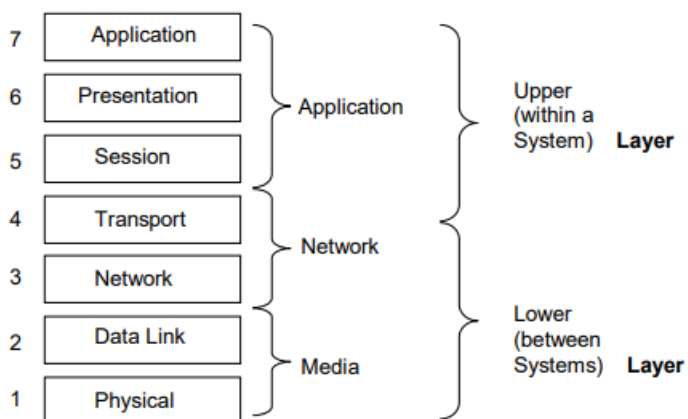 7 Application
6 Presentation
5 Session
4 Transport
3 Network
2 Data Link
1 Physical
Application
Network
Media
Upper
(within a
System) Layer
Lower
(between
Systems) Layer